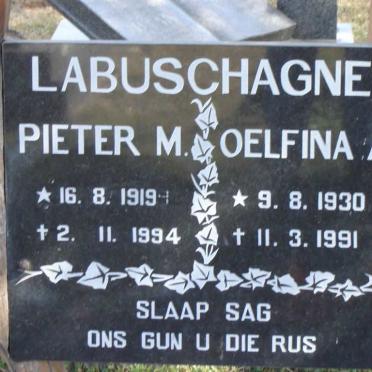 LABUSCHAGNE
PIETER M. OELFINA A
★ 16. 8. 1919 ★ 9. 8. 1930
✝ 2. 11. 1994 ✝ 11. 3. 1991
SLAAP SAG
ONS GUN U DIE RUS